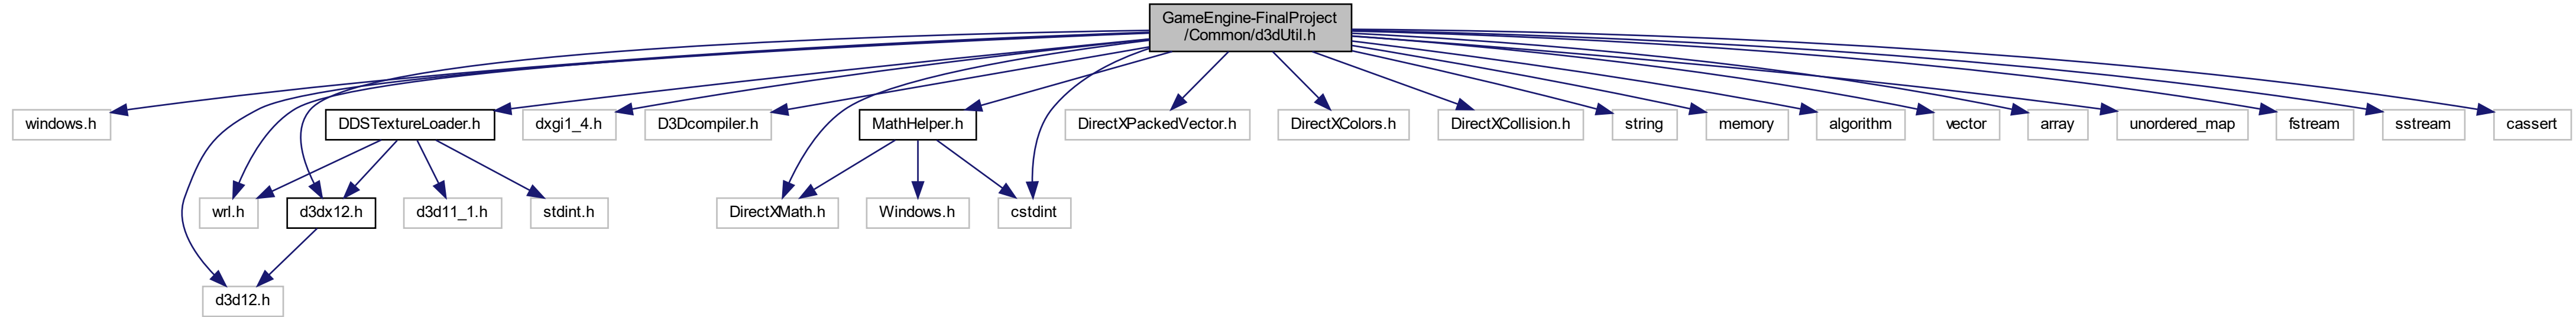 GameEngine-FinalProject
/Common/d3dUtil.h
windows.h
DDSTextureLoader.h
dxgi1_4.h
D3Dcompiler.h
MathHelper.h
DirectXPackedVector.h
DirectXColors.h
DirectXCollision.h
string
memory
algorithm
vector
array
unordered_map
fstream
sstream
cassert
wrl.h
d3dx12.h
d3d11_1.h
stdint.h
DirectXMath.h
Windows.h
cstdint
d3d12.h